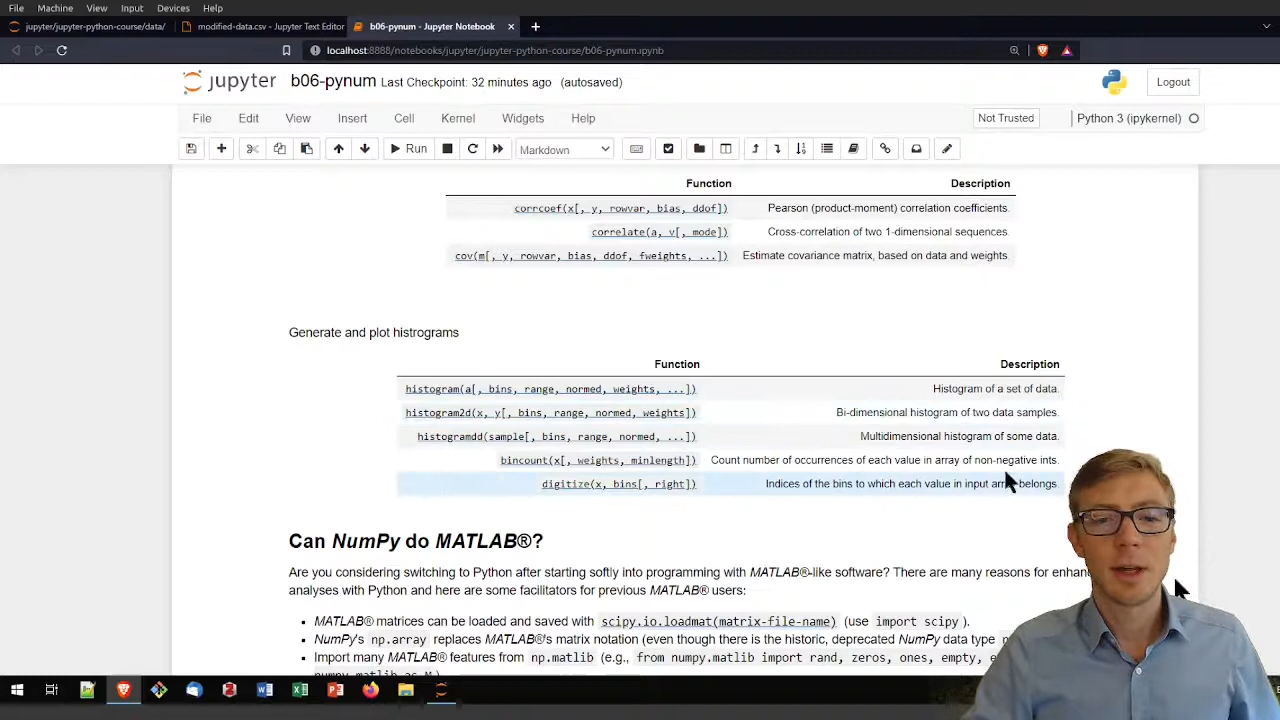 File Machine View Input Devices Help
jupyter/jupyter-python-course/data/ modified-data.csv - Jupyter Text Editor b06-pynum - Jupyter Notebook
localhost:8888/notebooks/jupyter/jupyter-python-course/b06-pynum.ipynb
jupyter b06-pynum Last Checkpoint: 32 minutes ago (autosaved) Logout
File Edit View Insert Cell Kernel Widgets Help Not Trusted Python 3 (ipykernel)
Run Markdown
Function Description
corrcoef(x[, y, rowvar, bias, ddof]) Pearson (product-moment) correlation coefficients.
correlate(a, v[, mode]) Cross-correlation of two 1-dimensional sequences.
cov(m[, y, rowvar, bias, ddof, fweights, ...]) Estimate covariance matrix, based on data and weights.
Generate and plot histrograms
Function Description
histogram(a[, bins, range, normed, weights, ...]) Histogram of a set of data.
histogram2d(x, y[, bins, range, normed, weights]) Bi-dimensional histogram of two data samples.
histogramdd(sample[, bins, range, normed, ...]) Multidimensional histogram of some data.
bincount(x[, weights, minlength]) Count number of occurrences of each value in array of non-negative ints.
digitize(x, bins[, right]) Indices of the bins to which each value in input array belongs.
Can NumPy do MATLAB®?
Are you considering switching to Python after starting softly into programming with MATLAB®-like software? There are many reasons for
analyses with Python and here are some facilitators for previous MATLAB® users:
MATLAB® matrices can be loaded and saved with scipy.io.loadmat(matrix-file-name) (use import scipy).
NumPy's np.array replaces MATLAB®'s matrix notation (even though there is the historic, deprecated NumPy data type
Import many MATLAB® features from np.matlib (e.g., from numpy.matlib import rand, zeros, ones, empty,
numpy.matlib as M)